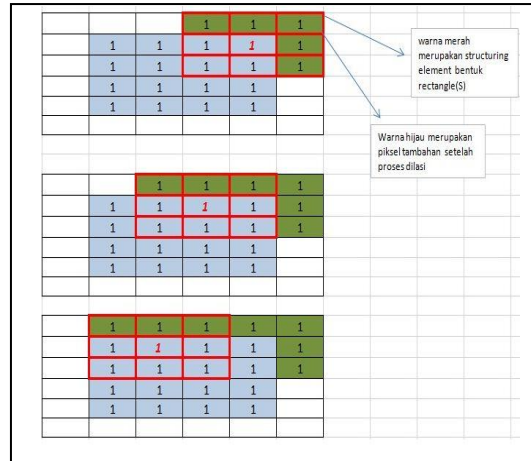 1 1 1
1 1 1 1 1
1 1 1 1 1
1 1 1 1
1 1 1 1
warna merah
merupakan structuring
element bentuk
rectangle(S)
Warna hijau merupakan
piksel tambahan setelah
proses dilasi
1 1 1 1
1 1 1 1 1
1 1 1 1 1
1 1 1 1
1 1 1 1
1 1 1 1 1
1 1 1 1 1
1 1 1 1 1
1 1 1 1
1 1 1 1